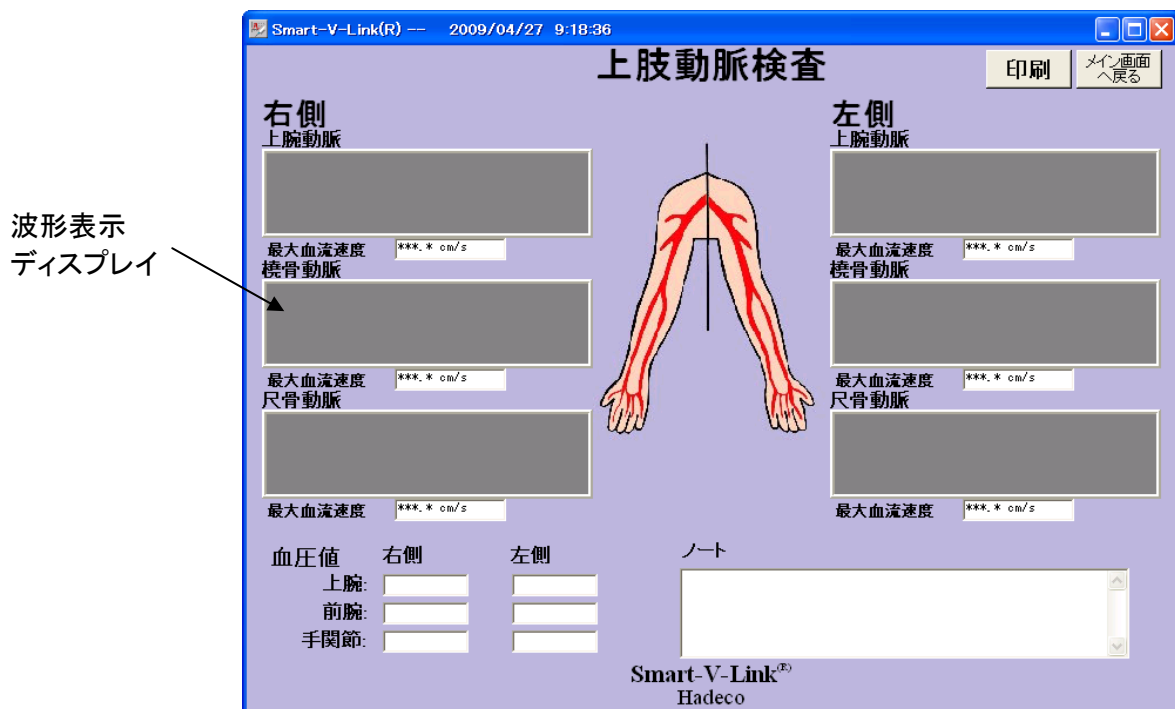 Smart-V-Link(R) -- 2009/04/27 9:18:36
上肢動脈検査
印刷
メイン画面
へ戻る
右側
上腕動脈
最大血流速度 ***.* cm/s
橈骨動脈
最大血流速度 ***.* cm/s
尺骨動脈
最大血流速度 ***.* cm/s
波形表示
ディスプレイ
左側
上腕動脈
最大血流速度 ***.* cm/s
橈骨動脈
最大血流速度 ***.* cm/s
尺骨動脈
最大血流速度 ***.* cm/s
血圧値 右側 左側
上腕:
前腕:
手関節:
ノート
Smart-V-Link(R)
Hadeco